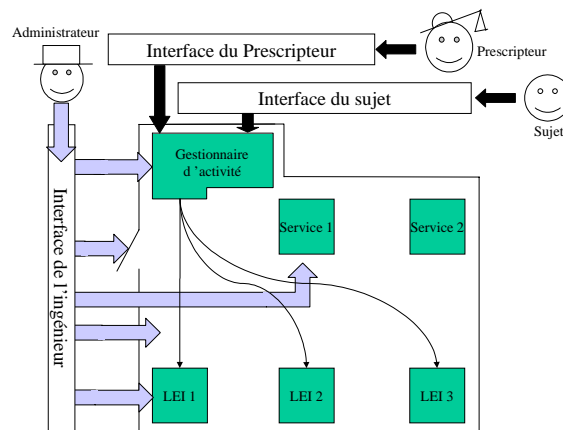 Administrateur
Interface du Prescripteur
Prescripteur
Interface du sujet
Sujet
Gestionnaire
d 'activité
Interface de l'ingénieur
Service 1
Service 2
LEI 1
LEI 2
LEI 3